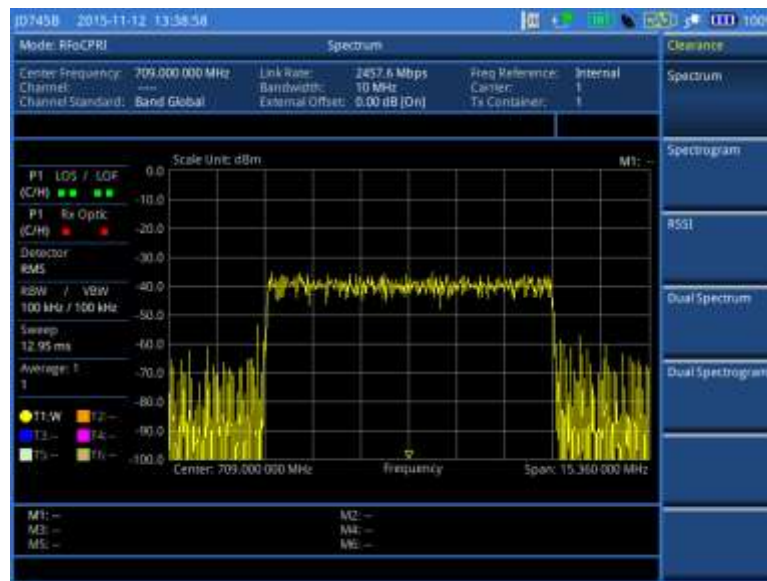 JD745B 2015-11-12 13:38:58
100%
Mode: RFoCPRI
Spectrum
Clearance
Center Frequency: 709.000 000 MHz
Link Rate: 2457.6 Mbps
Freq Reference: Internal
Channel: ----
Bandwidth: 10 MHz
Carrier: 1
Channel Standard: Band Global
External Offset: 0.00 dB [On]
Tx Container: 1
Spectrum
Spectrogram
RSSI
Dual Spectrum
Dual Spectrogram
Scale Unit: dBm
M1: --
P1 LOS / LOF
(C/H)
P1 Rx Optic
(C/H)
Detector
RMS
RBW / VBW
100 kHz / 100 kHz
Sweep
12.95 ms
Average: 1
1
T1:W T2:--
T3:-- T4:--
T5:-- T6:--
0.0
-10.0
-20.0
-30.0
-40.0
-50.0
-60.0
-70.0
-80.0
-90.0
-100.0
Center: 709.000 000 MHz
Frequency
Span: 15.360 000 MHz
M1: --
M2: --
M3: --
M4: --
M5: --
M6: --